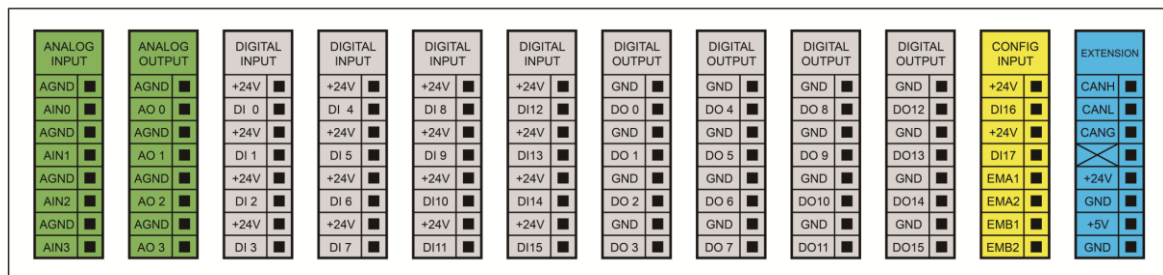 ANALOG INPUT
AGND
AIN0
AGND
AIN1
AGND
AIN2
AGND
AIN3
ANALOG OUTPUT
AGND
AO 0
AGND
AO 1
AGND
AO 2
AGND
AO 3
DIGITAL INPUT
+24V
DI 0
+24V
DI 1
+24V
DI 2
+24V
DI 3
DIGITAL INPUT
+24V
DI 4
+24V
DI 5
+24V
DI 6
+24V
DI 7
DIGITAL INPUT
+24V
DI 8
+24V
DI 9
+24V
DI10
+24V
DI11
DIGITAL INPUT
+24V
DI12
+24V
DI13
+24V
DI14
+24V
DI15
DIGITAL OUTPUT
GND
DO 0
GND
DO 1
GND
DO 2
GND
DO 3
DIGITAL OUTPUT
GND
DO 4
GND
DO 5
GND
DO 6
GND
DO 7
DIGITAL OUTPUT
GND
DO 8
GND
DO 9
GND
DO10
GND
DO11
DIGITAL OUTPUT
GND
DO12
GND
DO13
GND
DO14
GND
DO15
CONFIG INPUT
+24V
DI16
+24V
DI17
EMA1
EMA2
EMB1
EMB2
EXTENSION
CANH
CANL
CANG
+24V
GND
+5V
GND